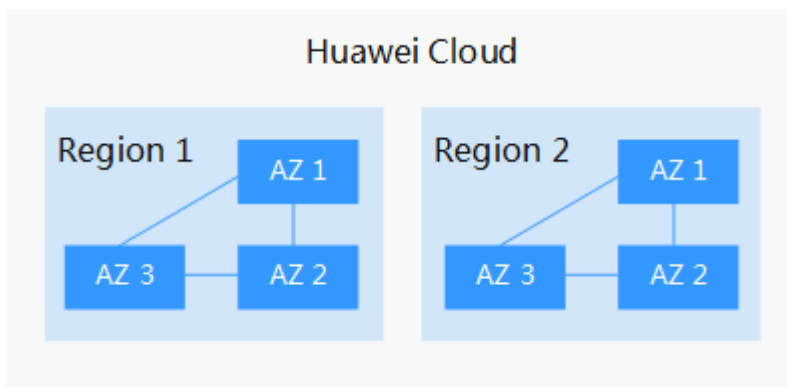 Huawei Cloud
Region 1
AZ 1
AZ 3
AZ 2
Region 2
AZ 1
AZ 3
AZ 2